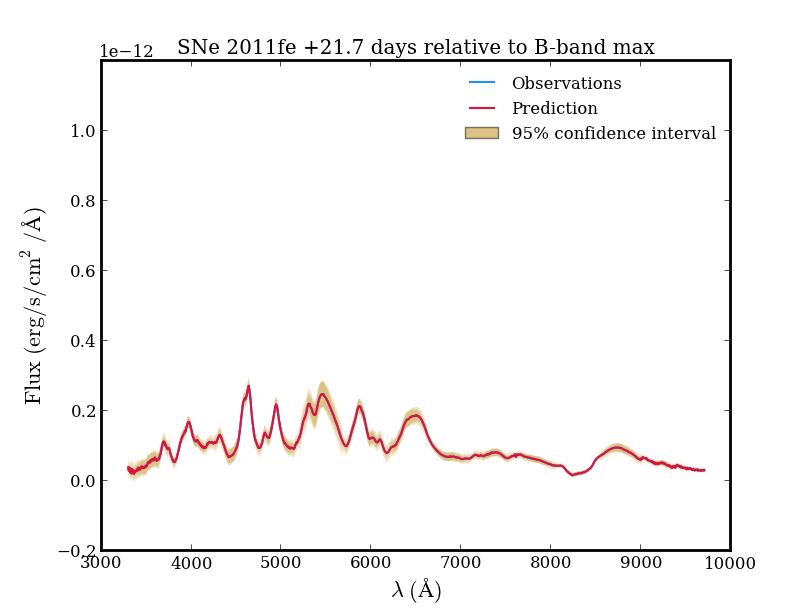 SNe 2011fe +21.7 days relative to B-band max
1e−12
Observations
Prediction
95% confidence interval
1.0
0.8
0.6
0.4
0.2
0.0
−0.2
Flux (erg/s/cm² /Å)
3000 4000 5000 6000 7000 8000 9000 10000
λ (Å)